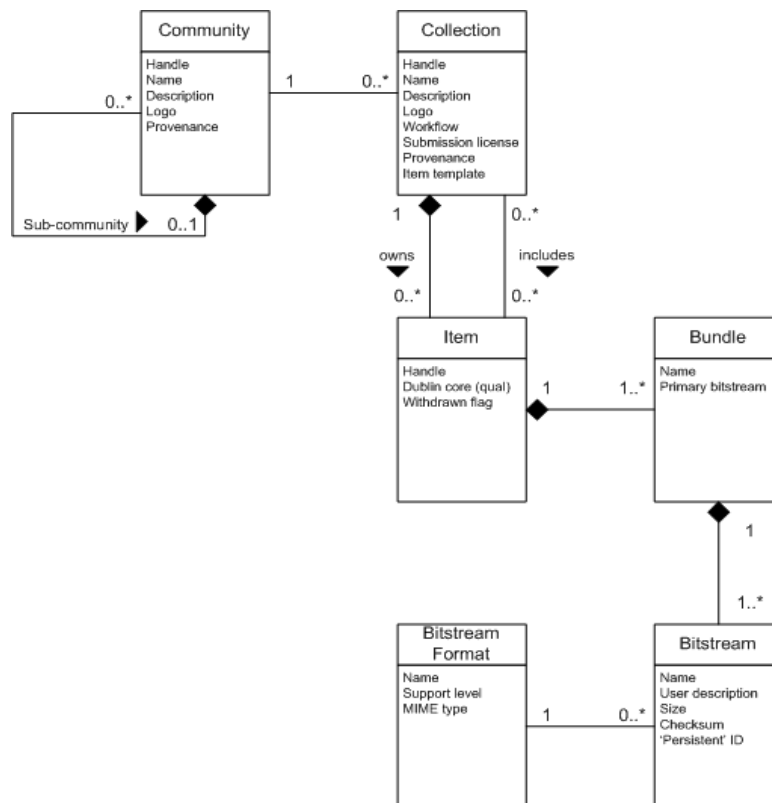 Community
Handle
Name
Description
Logo
Provenance
0..*
Sub-community
0..1
1
0..*
Collection
Handle
Name
Description
Logo
Workflow
Submission license
Provenance
Item template
1
0..*
owns
includes
0..*
0..*
Item
Handle
Dublin core (qual)
Withdrawn flag
1
1..*
Bundle
Name
Primary bitstream
1
1..*
Bitstream
Format
Name
Support level
MIME type
1
0..*
Bitstream
Name
User description
Size
Checksum
'Persistent' ID